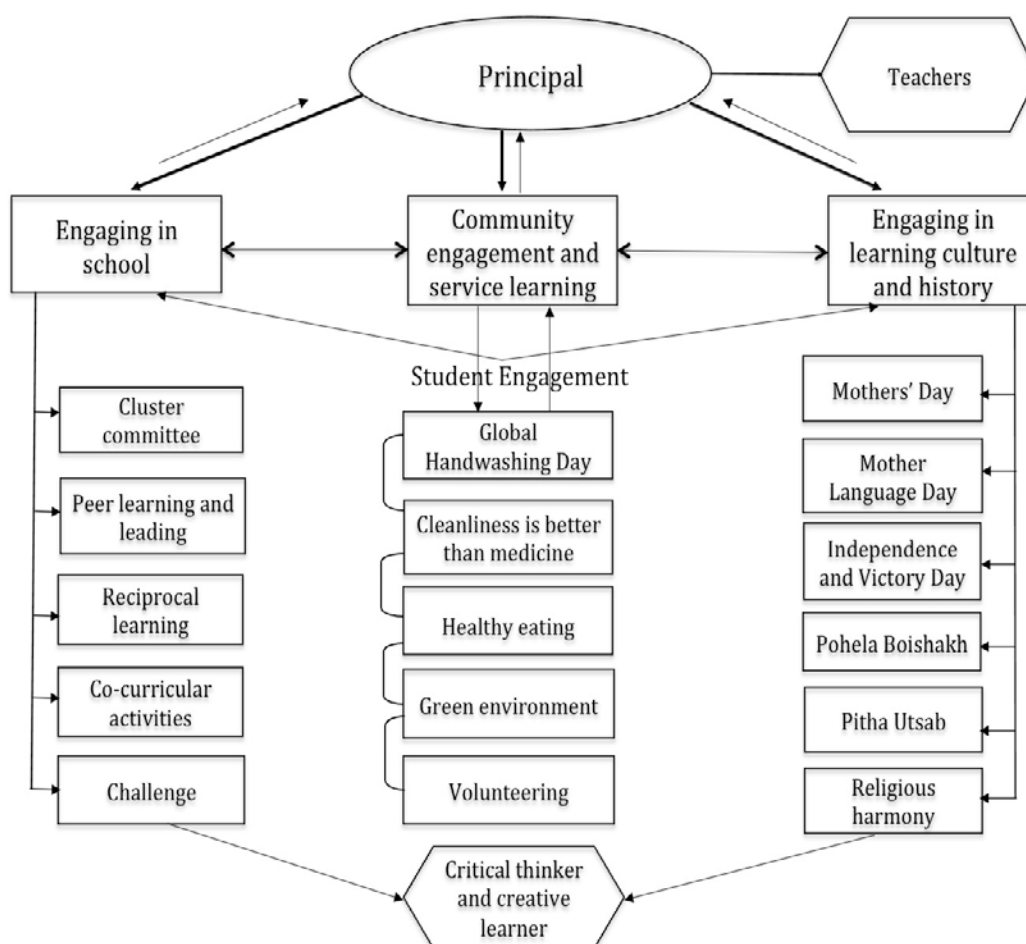 Principal
Teachers
Engaging in
school
Community
engagement and
service learning
Engaging in
learning culture
and history
Student Engagement
Cluster
committee
Peer learning and
leading
Reciprocal
learning
Co-curricular
activities
Challenge
Global
Handwashing Day
Cleanliness is better
than medicine
Healthy eating
Green environment
Volunteering
Mothers' Day
Mother
Language Day
Independence
and Victory Day
Pohela Boishakh
Pitha Utsab
Religious
harmony
Critical thinker
and creative
learner